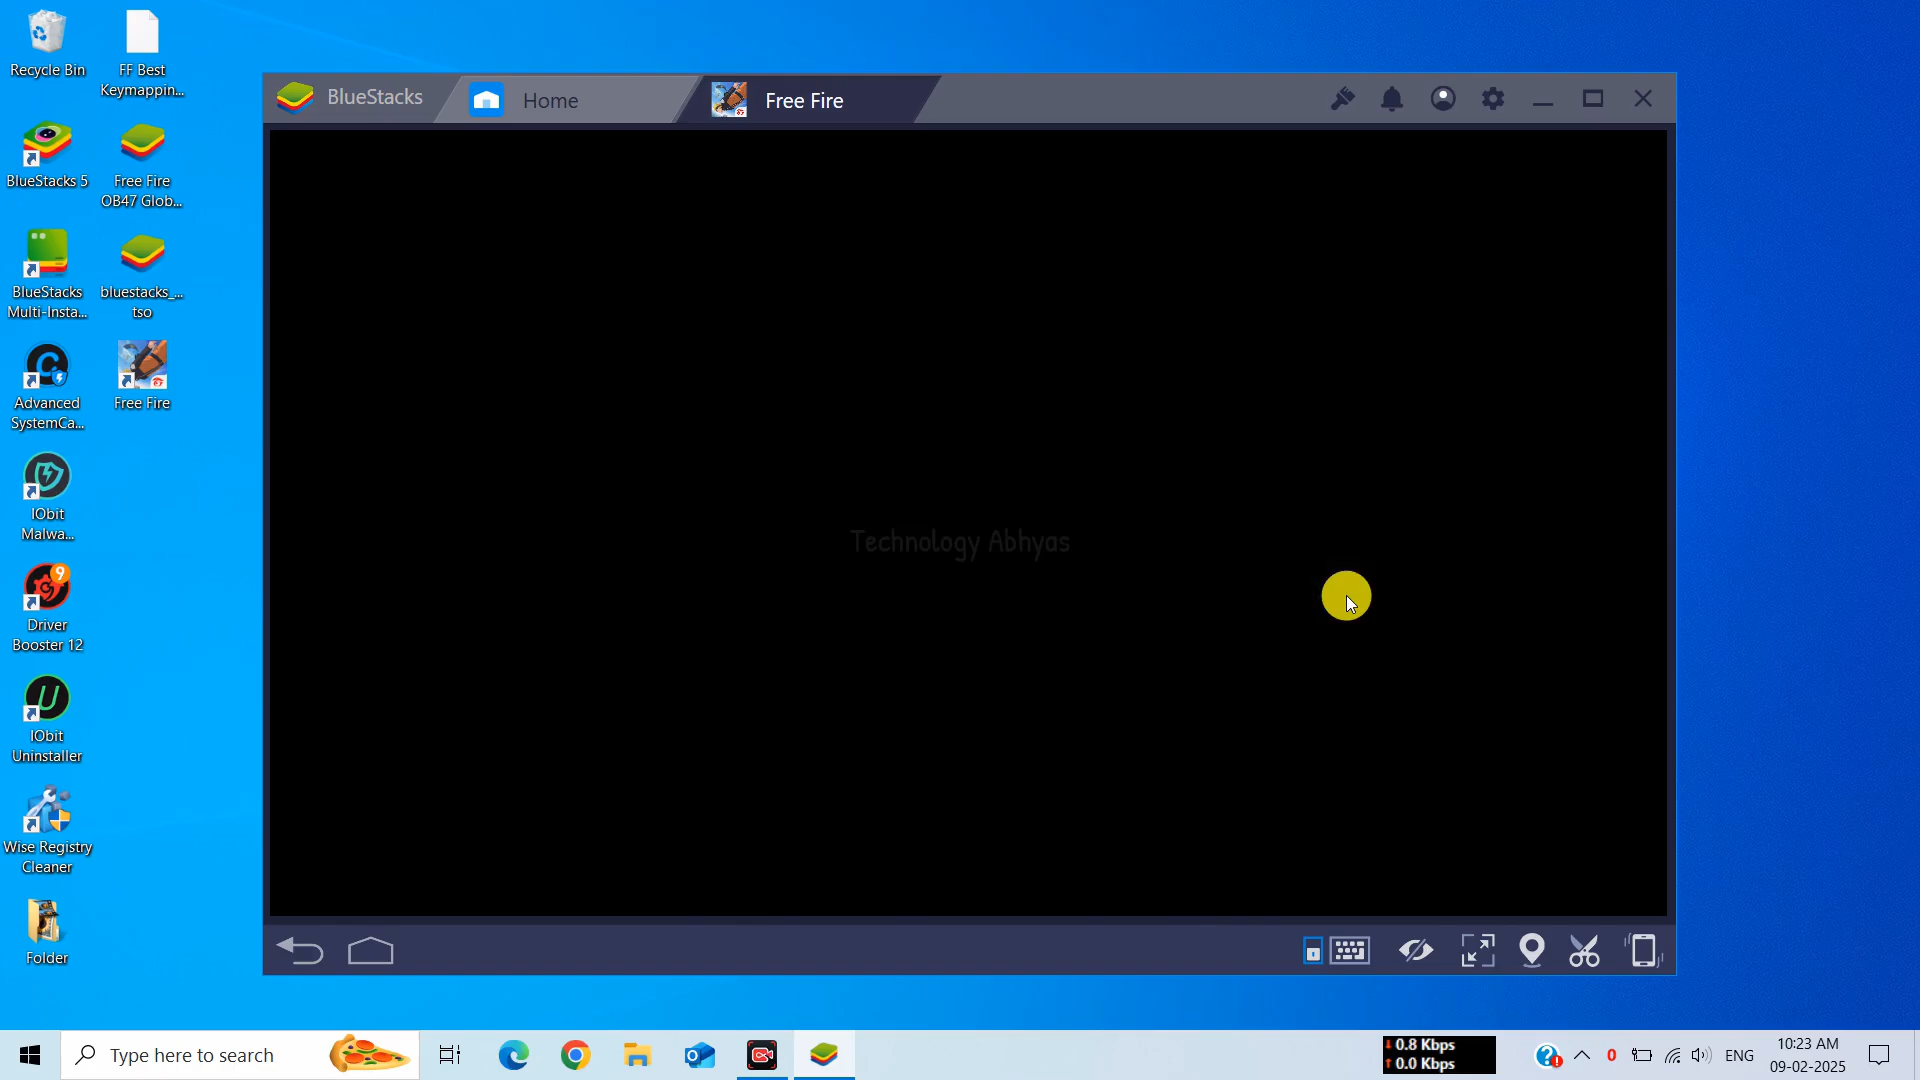 Recycle Bin
FF Best
Keymappin...
BlueStacks 5
Free Fire
OB47 Glob...
BlueStacks
Multi-Insta...
bluestacks_...
tso
Advanced
SystemCa...
Free Fire
IObit
Malwa...
9
Driver
Booster 12
IObit
Uninstaller
Wise Registry
Cleaner
Folder
BlueStacks
Home
Free Fire
Technology Abhyas
Type here to search
0.8 Kbps
0.0 Kbps
0
ENG
10:23 AM
09-02-2025